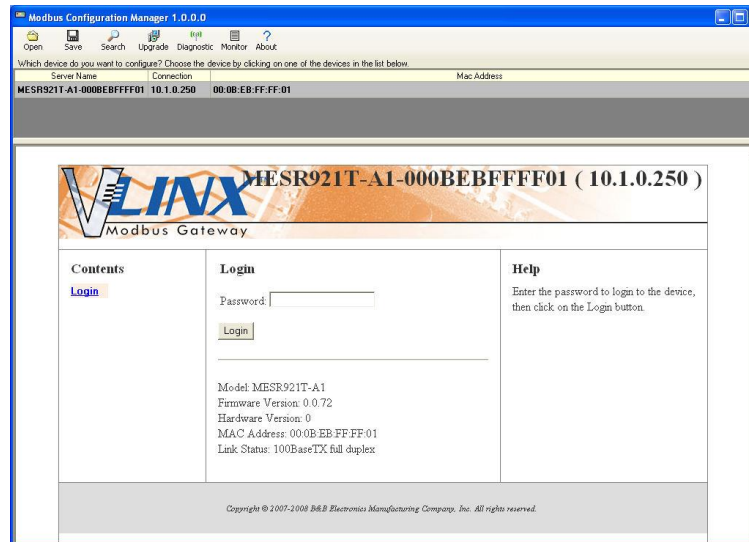 Modbus Configuration Manager 1.0.0.0
Open Save Search Upgrade Diagnostic Monitor About
Which device do you want to configure? Choose the device by clicking on one of the devices in the list below.
Server Name Connection Mac Address
MESR921T-A1-000BEBFFFF01 10.1.0.250 00:0B:EB:FF:FF:01
VLINX
Modbus Gateway
MESR921T-A1-000BEBFFFF01 ( 10.1.0.250 )
Contents
Login
Login
Password:
Login
Model: MESR921T-A1
Firmware Version: 0.0.72
Hardware Version: 0
MAC Address: 00:0B:EB:FF:FF:01
Link Status: 100BaseTX full duplex
Help
Enter the password to login to the device,
then click on the Login button.
Copyright © 2007-2008 B&B Electronics Manufacturing Company, Inc. All rights reserved.